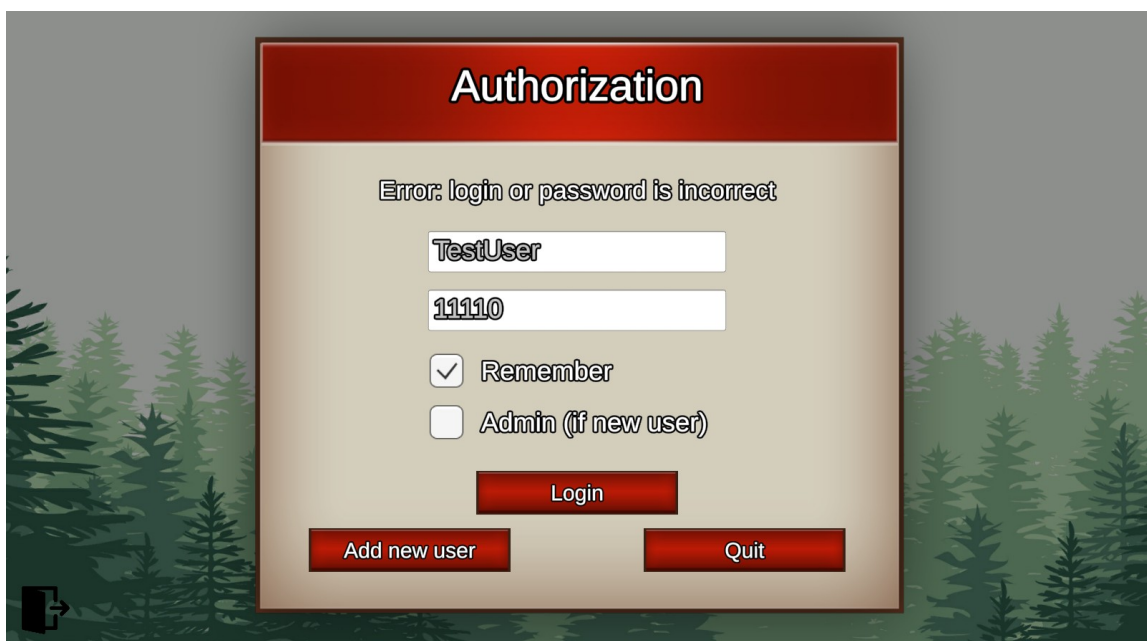 Authorization
Error: login or password is incorrect
TestUser
11110
Remember
Admin (if new user)
Login
Add new user
Quit